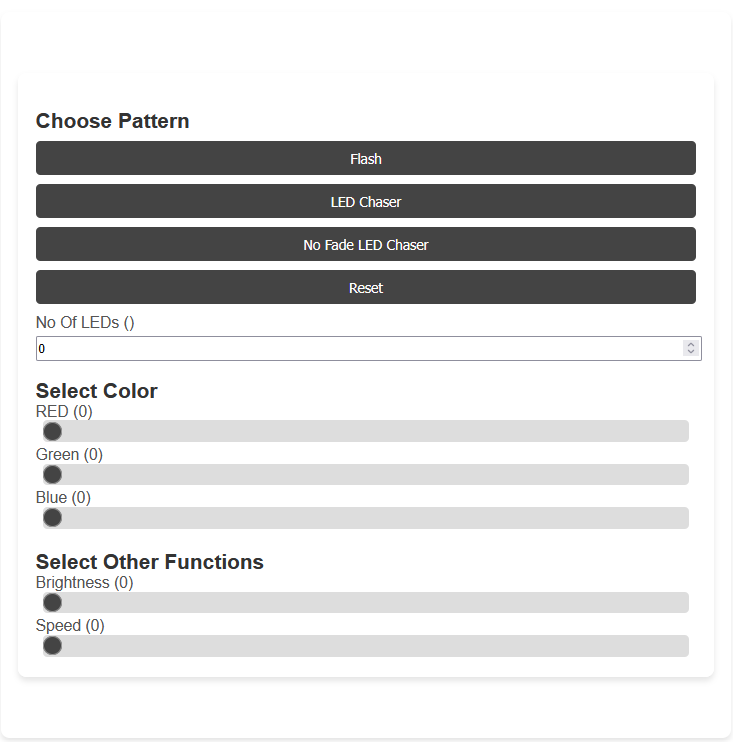 Choose Pattern
Flash
LED Chaser
No Fade LED Chaser
Reset
No Of LEDs ()
0
Select Color
RED (0)
Green (0)
Blue (0)
Select Other Functions
Brightness (0)
Speed (0)